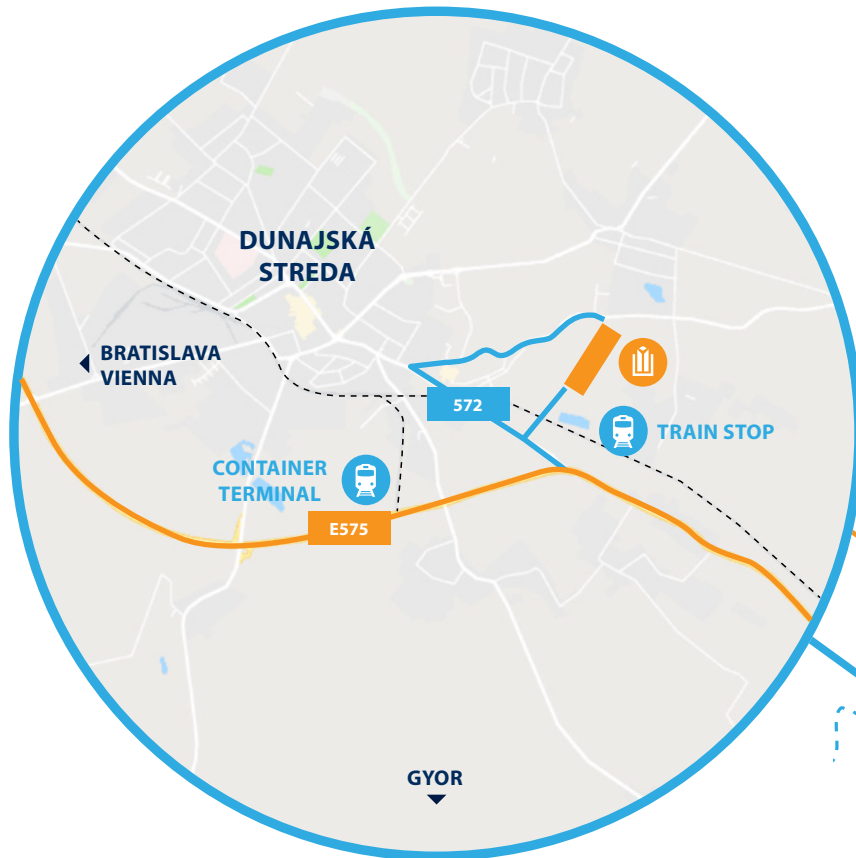 DUNAJSKÁ
STREDA
BRATISLAVA
VIENNA
572
TRAIN STOP
CONTAINER
TERMINAL
E575
GYOR